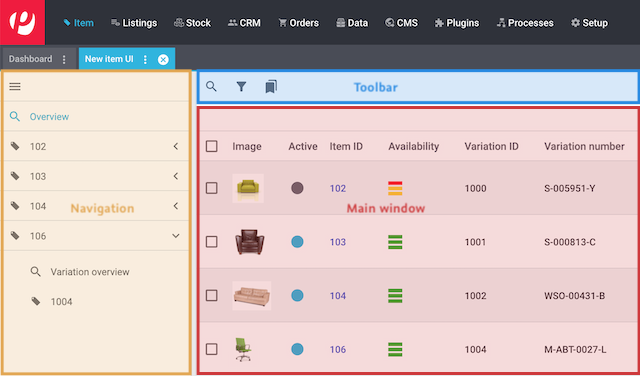 Item Listings Stock CRM Orders Data CMS Plugins Processes Setup
Dashboard New item UI
Toolbar
Overview
102
103
104
106
Variation overview
1004
Navigation
Image Active Item ID Availability Variation ID Variation number
102 1000 S-005951-Y
Main window
103 1001 S-000813-C
104 1002 WSO-00431-B
106 1004 M-ABT-0027-L